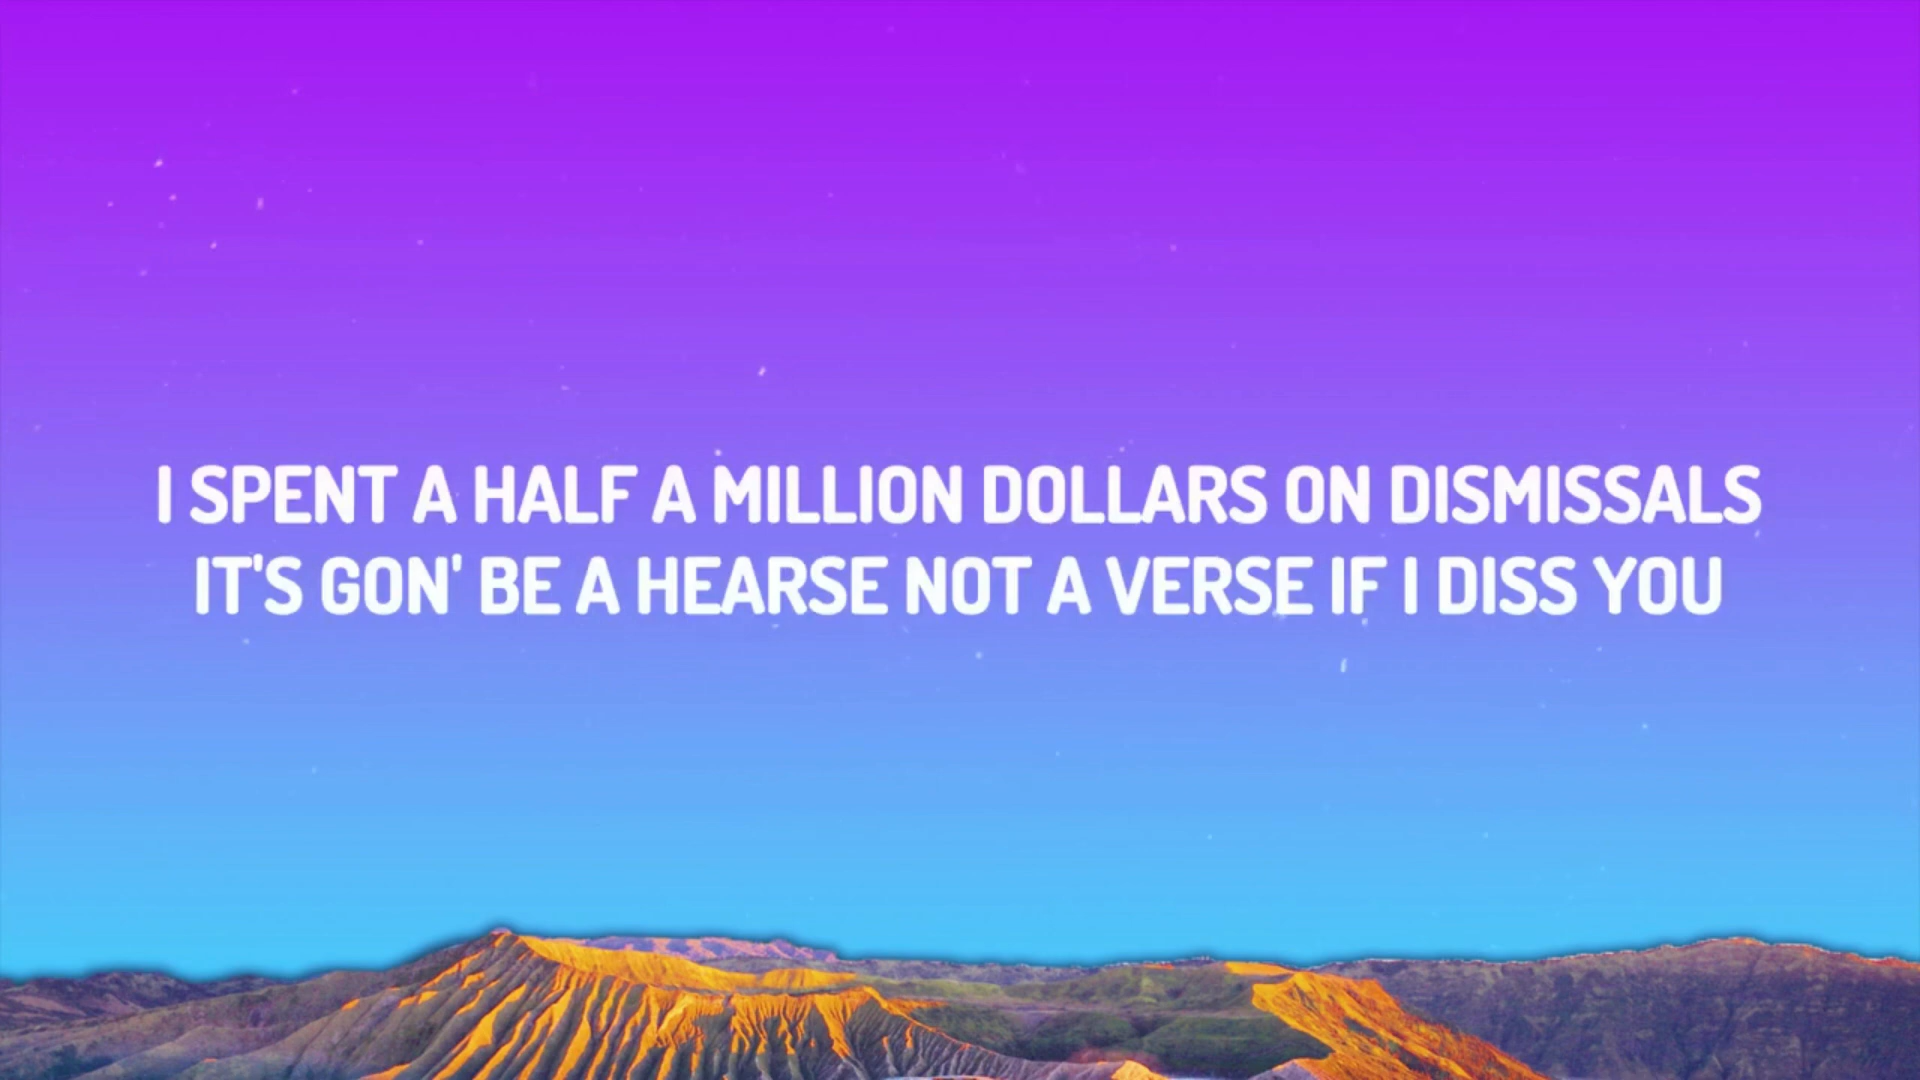 I SPENT A HALF A MILLION DOLLARS ON DISMISSALS
IT'S GON' BE A HEARSE NOT A VERSE IF I DISS YOU